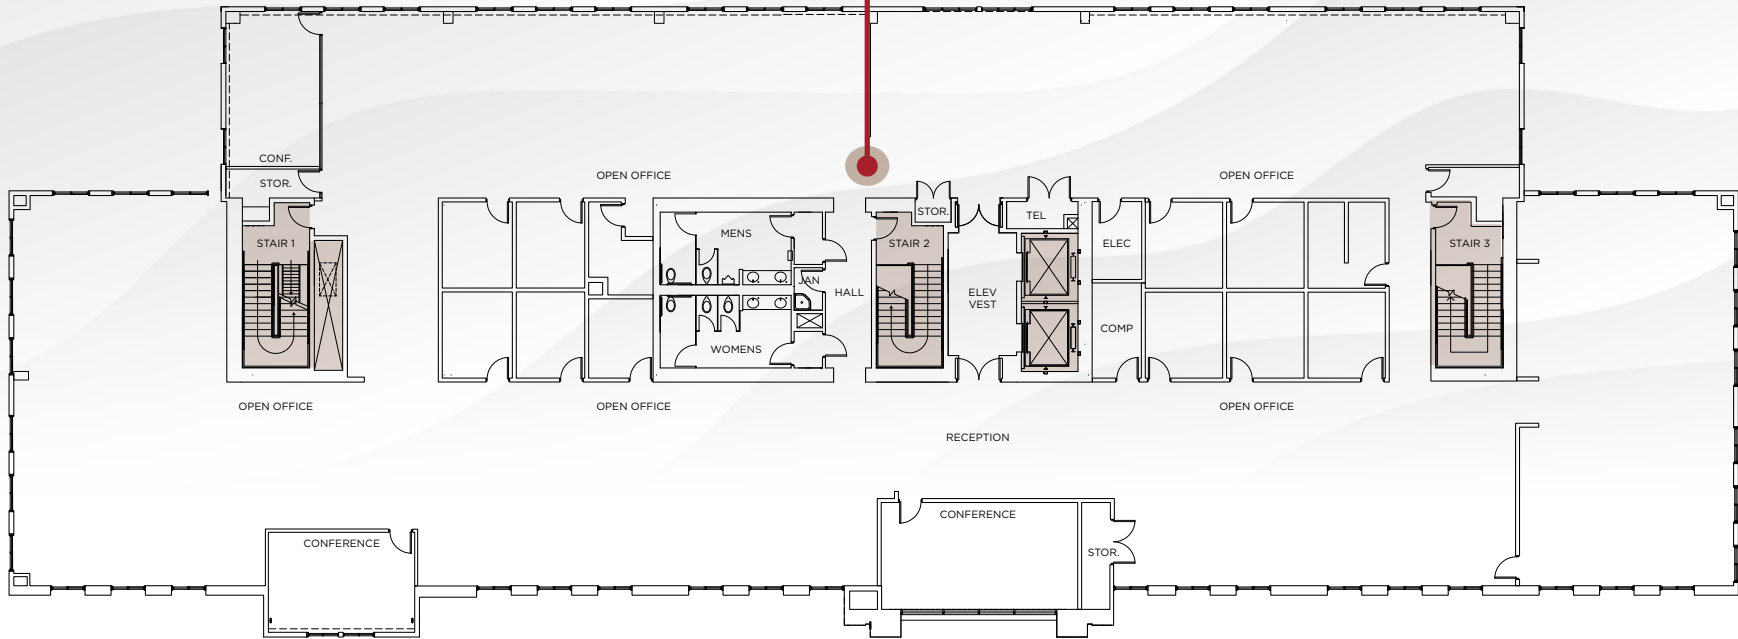 CONF.
STOR.
OPEN OFFICE
OPEN OFFICE
STOR.
TEL
MENS
STAIR 1
STAIR 2
ELEC
STAIR 3
JAN
HALL
ELEV
VEST
COMP
WOMENS
OPEN OFFICE
OPEN OFFICE
OPEN OFFICE
RECEPTION
CONFERENCE
CONFERENCE
STOR.